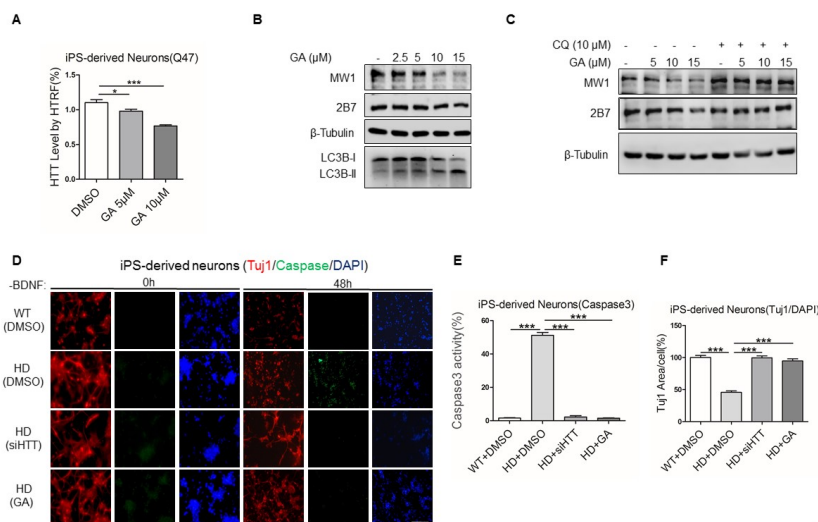 A
iPS-derived Neurons(Q47)
HTT Level by HTRF(%)
1.5
1.0
0.5
0.0
***
*
DMSO
GA 5μM
GA 10μM
B
GA (μM) - 2.5 5 10 15
MW1
2B7
β-Tubulin
LC3B-I
LC3B-II
C
CQ (10 μM) - - - - + + + +
GA (μM) - 5 10 15 - 5 10 15
MW1
2B7
β-Tubulin
D
iPS-derived neurons (Tuj1/Caspase/DAPI)
-BDNF: 0h 48h
WT
(DMSO)
HD
(DMSO)
HD
(siHTT)
HD
(GA)
E
iPS-derived Neurons(Caspase3)
Caspase3 activity(%)
60
40
20
0
***
*** ***
WT+DMSO
HD+DMSO
HD+siHTT
HD+GA
F
iPS-derived Neurons(Tuj1/DAPI)
Tuj1 Area/cell(%)
150
100
50
0
***
*** ***
WT+DMSO
HD+DMSO
HD+siHTT
HD+GA